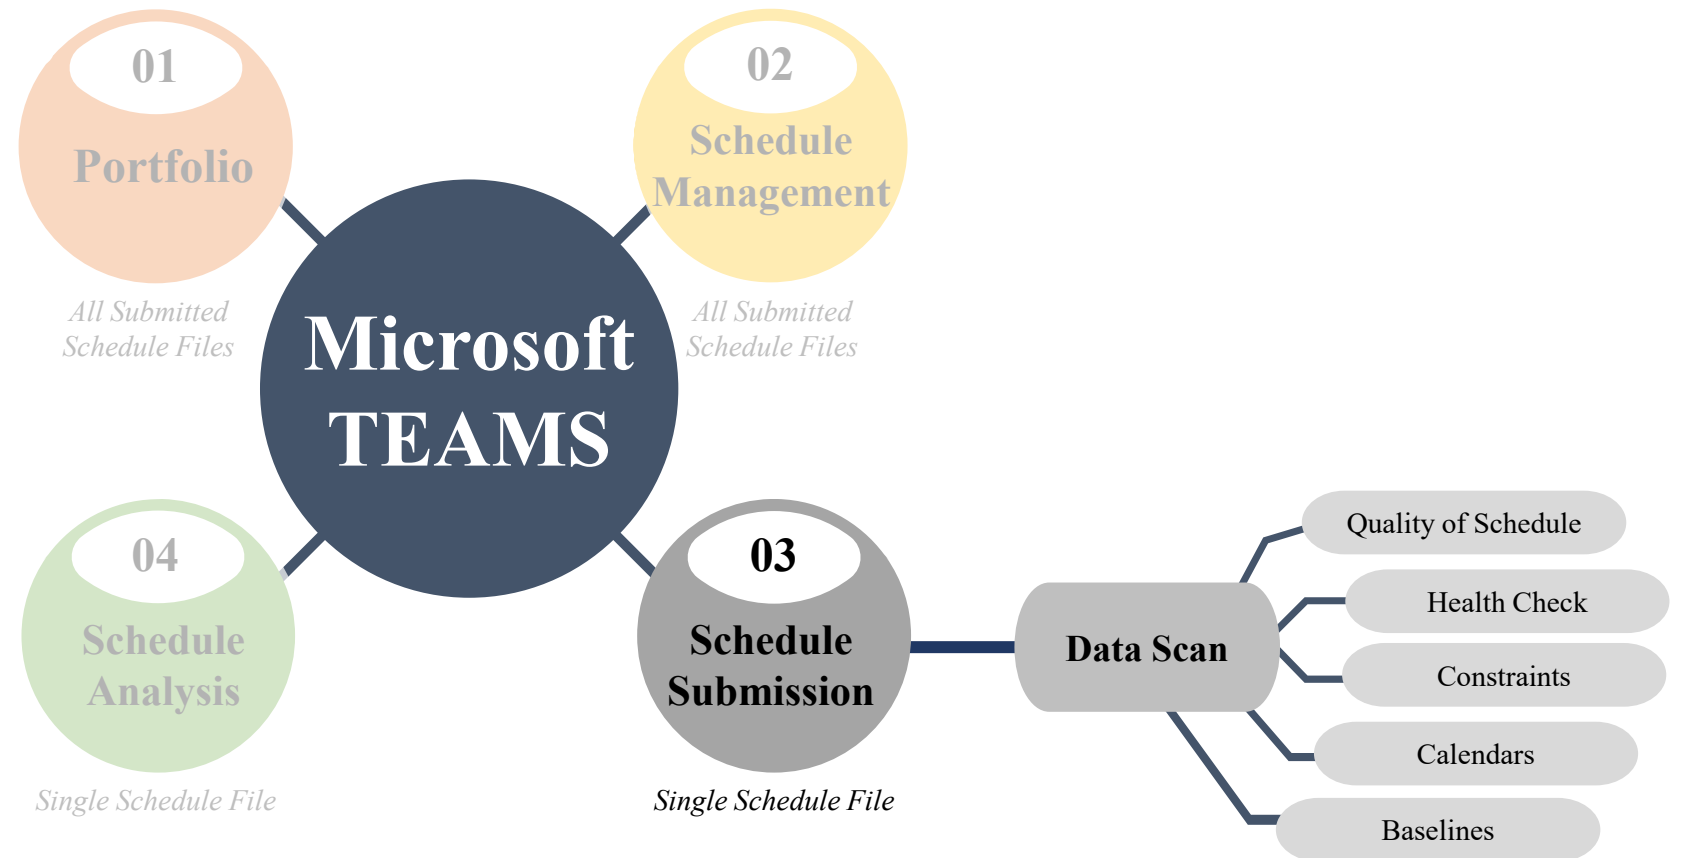 01
Portfolio
All Submitted
Schedule Files
02
Schedule
Management
All Submitted
Schedule Files
Microsoft
TEAMS
04
Schedule
Analysis
Single Schedule File
03
Schedule
Submission
Single Schedule File
Data Scan
Quality of Schedule
Health Check
Constraints
Calendars
Baselines